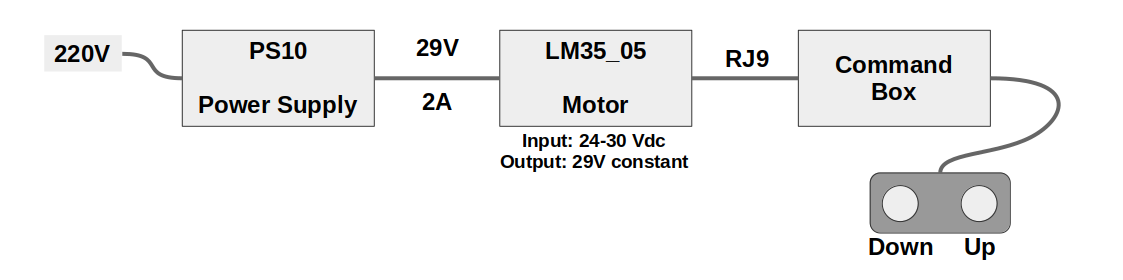 220V
PS10
Power Supply
29V
2A
LM35_05
Motor
Input: 24-30 Vdc
Output: 29V constant
RJ9
Command
Box
Down
Up